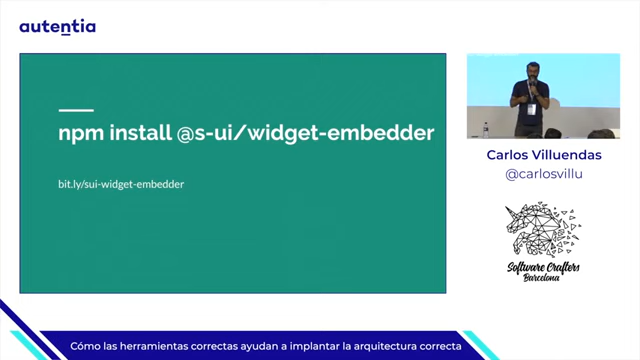 autentia
npm install @s-ui/widget-embedder
bit.ly/sui-widget-embedder
Carlos Villuendas
@carlosvillu
Software Crafters
Barcelona
Cómo las herramientas correctas ayudan a implantar la arquitectura correcta